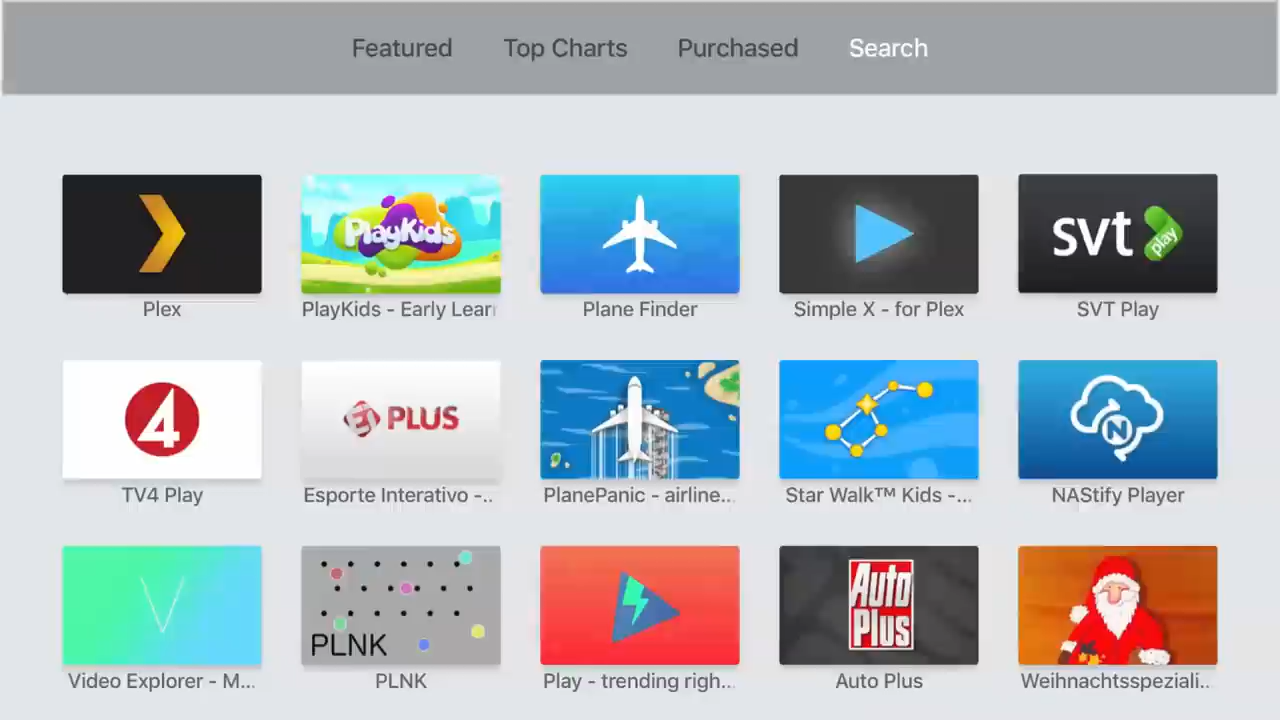 Featured Top Charts Purchased Search
PlayKids
svt play
Plex PlayKids - Early Lear Plane Finder Simple X - for Plex SVT Play
4
EI PLUS
N
TV4 Play Esporte Interativo -.. PlanePanic - airline... Star Walk™ Kids -... NAStify Player
V
PLNK
Auto
Plus
Video Explorer - M... PLNK Play - trending righ... Auto Plus Weihnachtsspeziali...